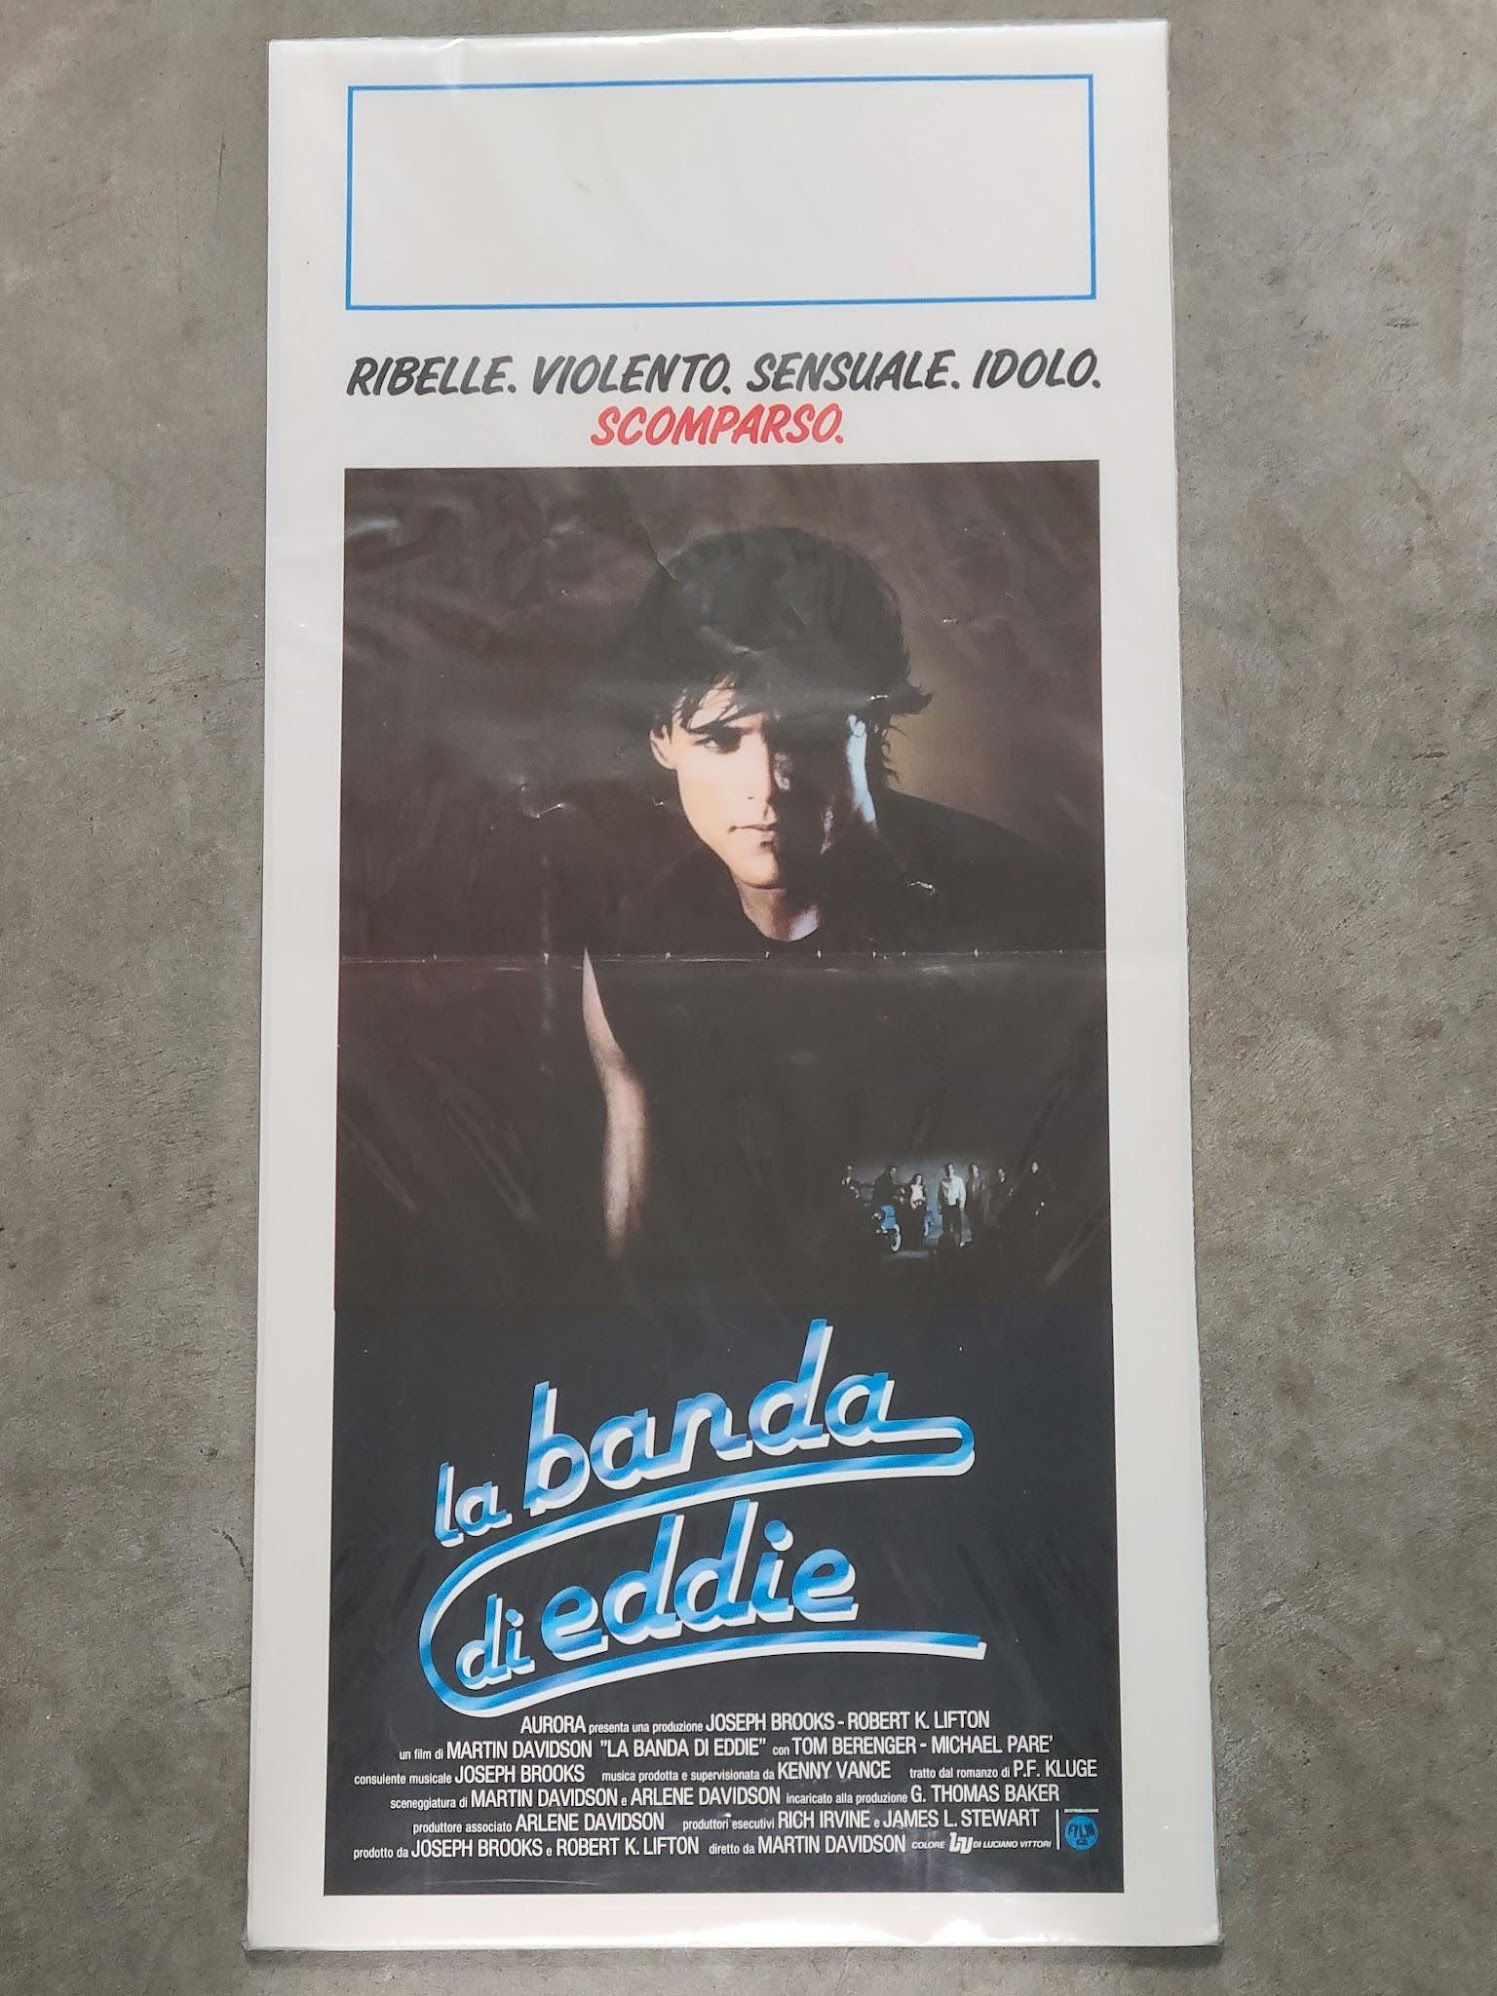 RIBELLE. VIOLENTO. SENSUALE. IDOLO.
SCOMPARSO.
la banda
di eddie
AURORA presenta una produzione JOSEPH BROOKS - ROBERT K. LIFTON
un film di MARTIN DAVIDSON "LA BANDA DI EDDIE" con TOM BERENGER - MICHAEL PARE'
consulente musicale JOSEPH BROOKS musica prodotta e supervisionata da KENNY VANCE tratto dal romanzo di P.F. KLUGE
sceneggiatura di MARTIN DAVIDSON e ARLENE DAVIDSON incaricato alla produzione G. THOMAS BAKER
produttore associato ARLENE DAVIDSON produttori esecutivi RICH IRVINE e JAMES L. STEWART
prodotto da JOSEPH BROOKS e ROBERT K. LIFTON diretto da MARTIN DAVIDSON COLORE LV DI LUCIANO VITTORI
DISTRIBUZIONE
FILM